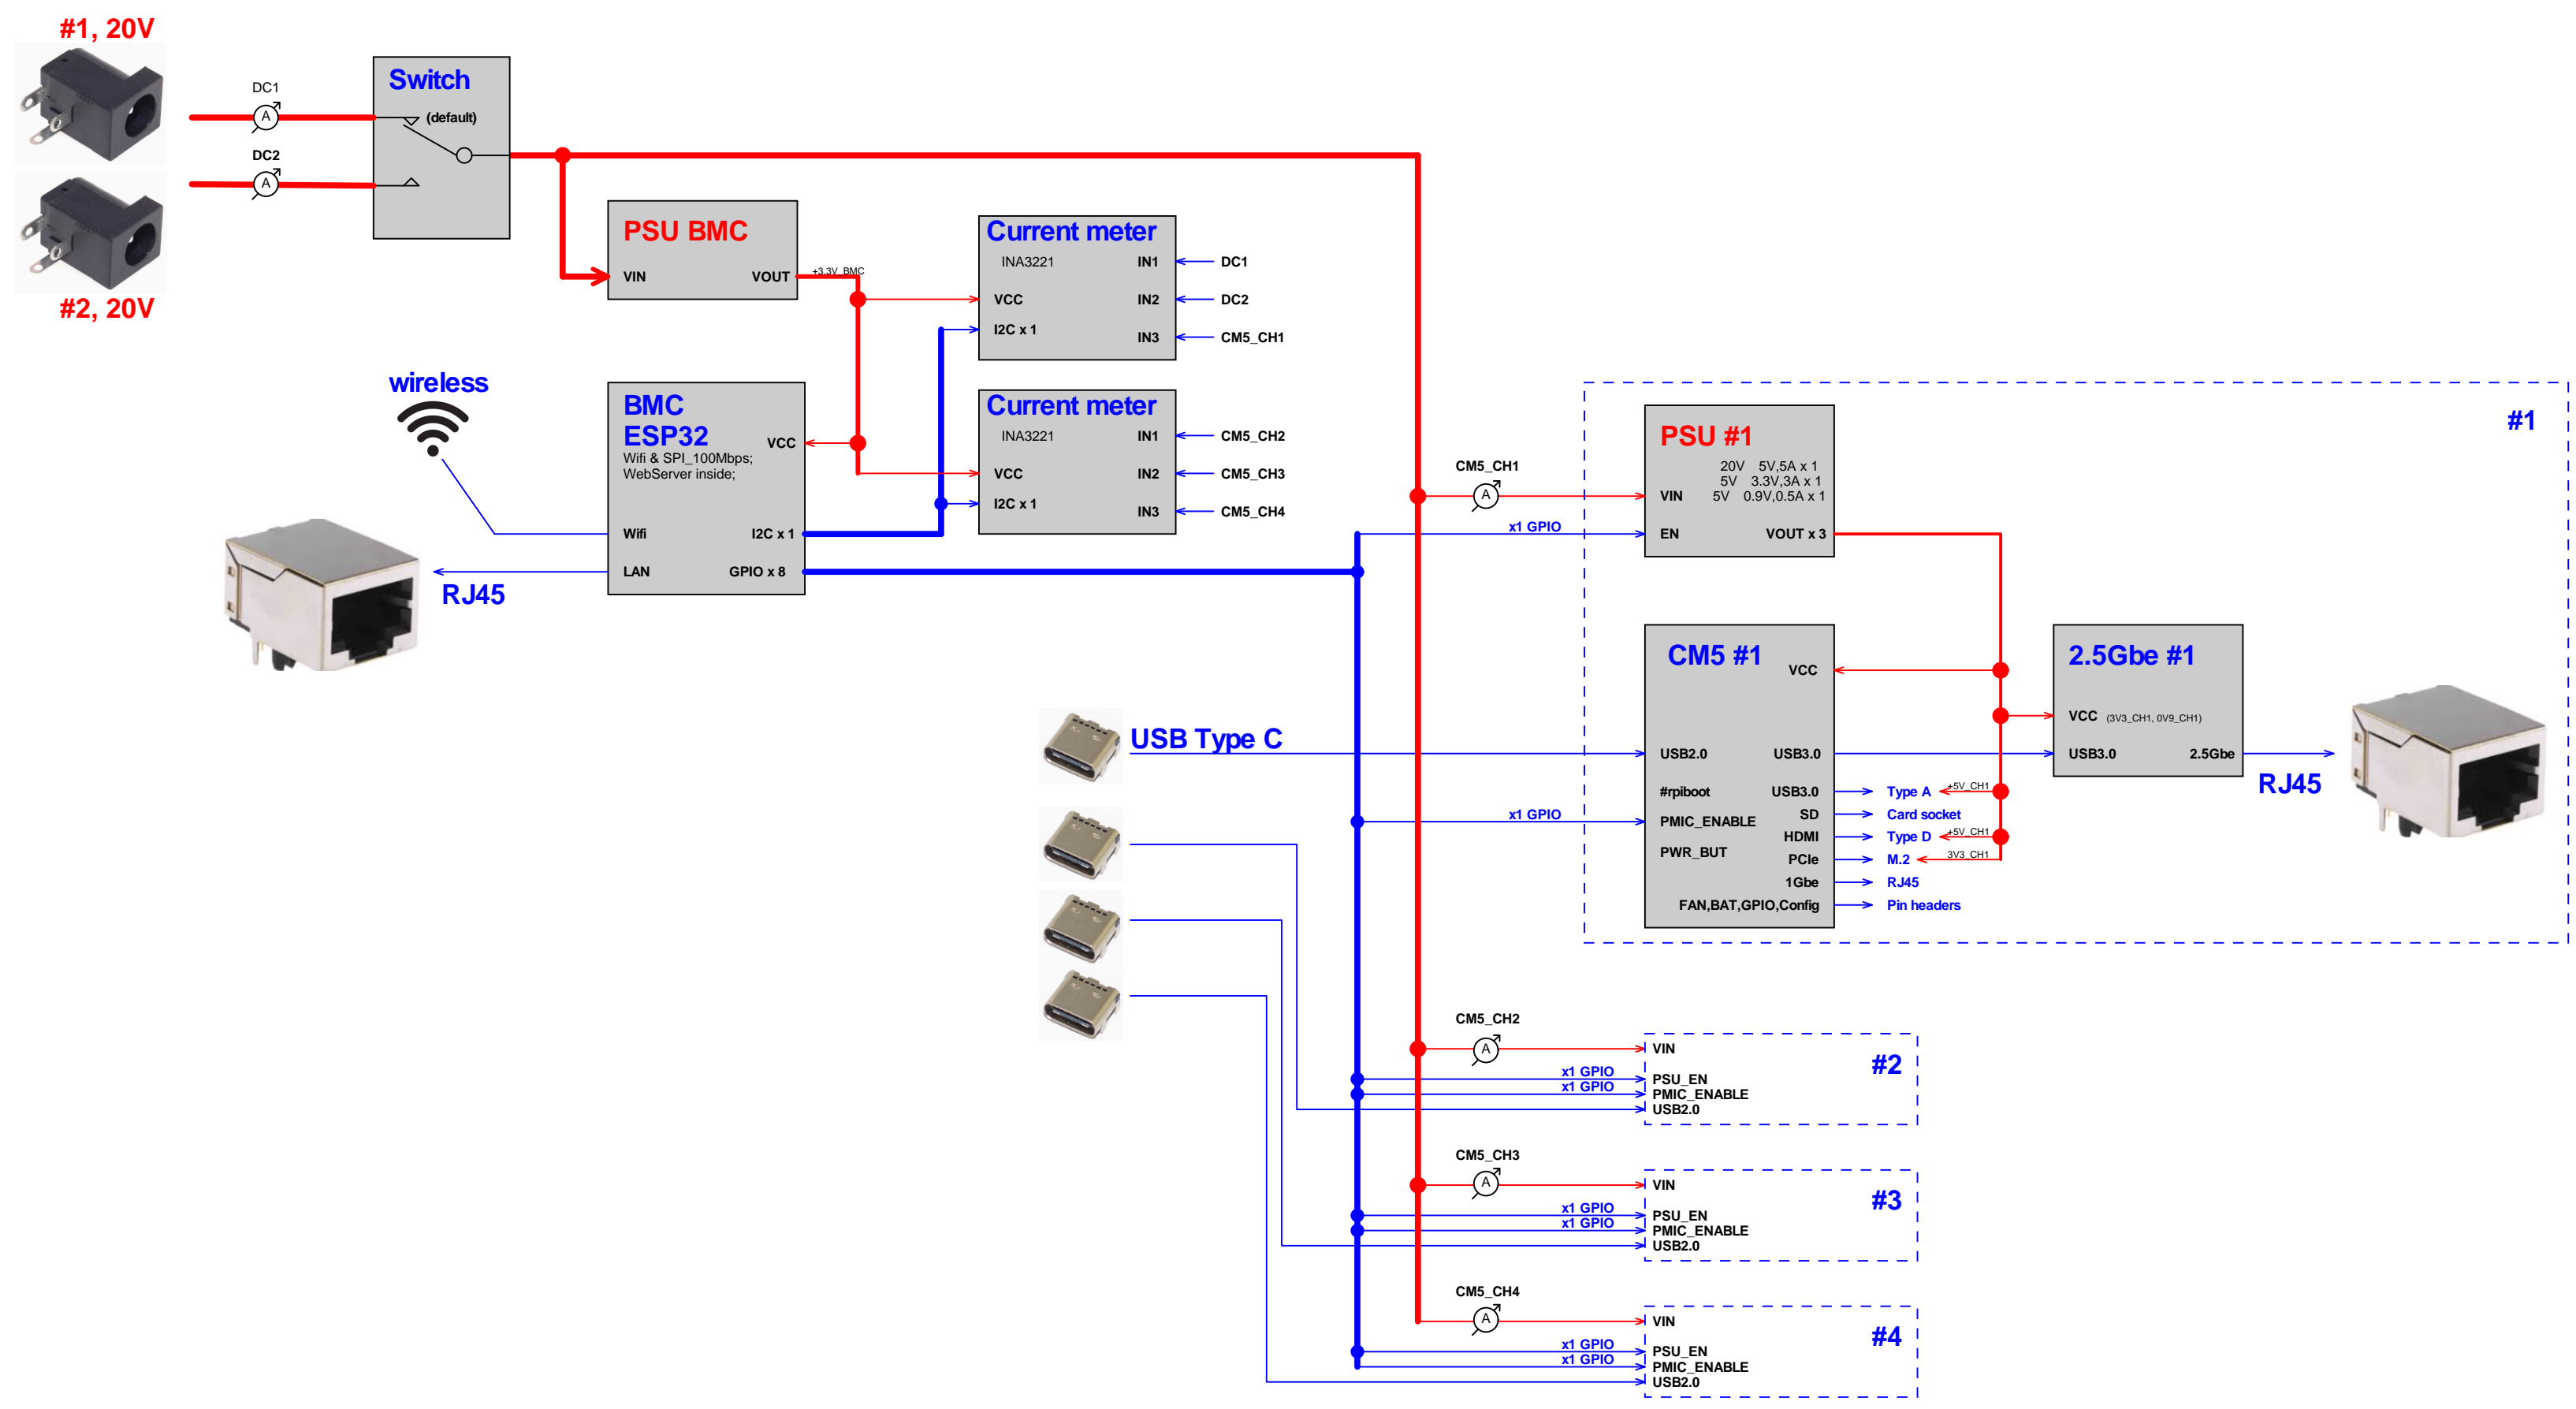 #1, 20V
DC1
A
DC2
A
#2, 20V
Switch
(default)
PSU BMC
VIN
VOUT
+3.3V_BMC
Current meter
INA3221
IN1
DC1
VCC
IN2
DC2
I2C x 1
IN3
CM5_CH1
wireless
BMC
ESP32
VCC
Wifi & SPI_100Mbps;
WebServer inside;
Wifi
I2C x 1
LAN
GPIO x 8
RJ45
Current meter
INA3221
IN1
CM5_CH2
VCC
IN2
CM5_CH3
I2C x 1
IN3
CM5_CH4
#1
CM5_CH1
A
x1 GPIO
PSU #1
20V 5V,5A x 1
5V 3.3V,3A x 1
5V 0.9V,0.5A x 1
VIN
EN
VOUT x 3
CM5 #1
VCC
USB Type C
USB2.0
USB3.0
#rpiboot
USB3.0
Type A
+5V_CH1
SD
Card socket
x1 GPIO
PMIC_ENABLE
HDMI
Type D
+5V_CH1
PWR_BUT
PCIe
M.2
3V3_CH1
1Gbe
RJ45
FAN,BAT,GPIO,Config
Pin headers
2.5Gbe #1
VCC (3V3_CH1, 0V9_CH1)
USB3.0
2.5Gbe
RJ45
CM5_CH2
A
VIN
#2
x1 GPIO
PSU_EN
x1 GPIO
PMIC_ENABLE
USB2.0
CM5_CH3
A
VIN
#3
x1 GPIO
PSU_EN
x1 GPIO
PMIC_ENABLE
USB2.0
CM5_CH4
A
VIN
#4
x1 GPIO
PSU_EN
x1 GPIO
PMIC_ENABLE
USB2.0